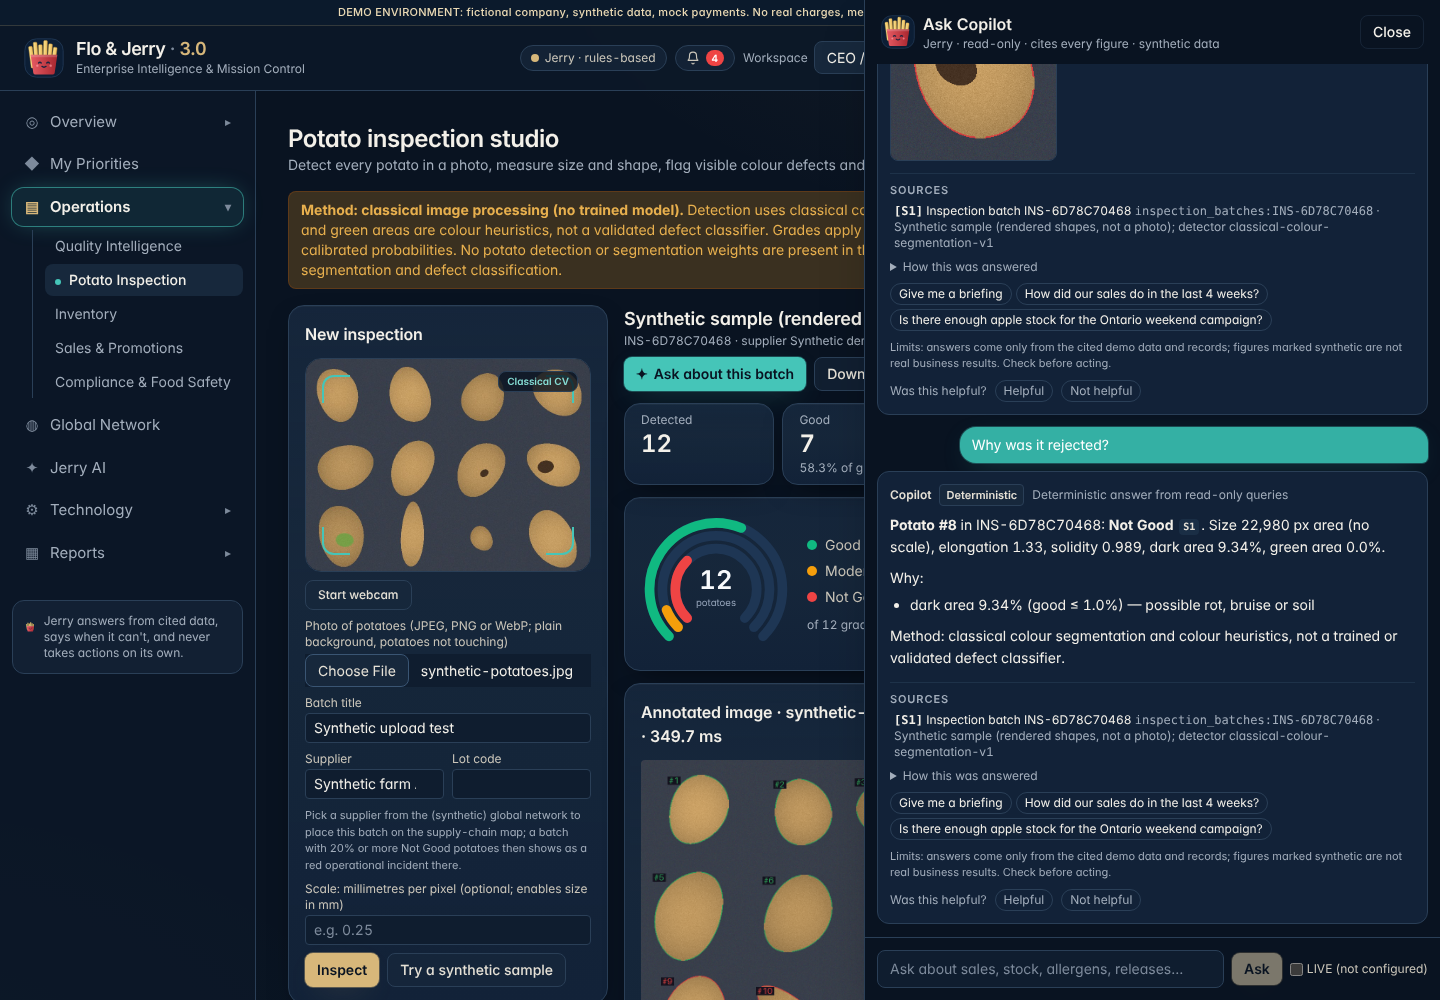 DEMO ENVIRONMENT: fictional company, synthetic data, mock payments. No real charges, me
Flo & Jerry · 3.0
Enterprise Intelligence & Mission Control
Jerry · rules-based
4
Workspace
CEO /
Overview
My Priorities
Operations
Quality Intelligence
Potato Inspection
Inventory
Sales & Promotions
Compliance & Food Safety
Global Network
Jerry AI
Technology
Reports
Jerry answers from cited data,
says when it can't, and never
takes actions on its own.
Potato inspection studio
Detect every potato in a photo, measure size and shape, flag visible colour defects and
Method: classical image processing (no trained model). Detection uses classical co
and green areas are colour heuristics, not a validated defect classifier. Grades apply
calibrated probabilities. No potato detection or segmentation weights are present in th
segmentation and defect classification.
New inspection
Classical CV
Start webcam
Photo of potatoes (JPEG, PNG or WebP; plain
background, potatoes not touching)
Choose File synthetic-potatoes.jpg
Batch title
Synthetic upload test
Supplier
Lot code
Synthetic farm
Pick a supplier from the (synthetic) global network to
place this batch on the supply-chain map; a batch
with 20% or more Not Good potatoes then shows as a
red operational incident there.
Scale: millimetres per pixel (optional; enables size
in mm)
e.g. 0.25
Inspect
Try a synthetic sample
Synthetic sample (rendered
INS-6D78C70468 · supplier Synthetic der
Ask about this batch
Down
Detected
12
Good
7
58.3% of g
12
potatoes
Good
Mode
Not G
of 12 grad
Annotated image · synthetic-
· 349.7 ms
#1
#2
#3
#5
#6
#9
#10
Ask Copilot
Jerry · read-only · cites every figure · synthetic data
Close
SOURCES
[S1] Inspection batch INS-6D78C70468 inspection_batches:INS-6D78C70468 ·
Synthetic sample (rendered shapes, not a photo); detector classical-colour-
segmentation-v1
How this was answered
Give me a briefing
How did our sales do in the last 4 weeks?
Is there enough apple stock for the Ontario weekend campaign?
Limits: answers come only from the cited demo data and records; figures marked synthetic are not
real business results. Check before acting.
Was this helpful? Helpful Not helpful
Why was it rejected?
Copilot Deterministic Deterministic answer from read-only queries
Potato #8 in INS-6D78C70468: Not Good S1 . Size 22,980 px area (no
scale), elongation 1.33, solidity 0.989, dark area 9.34%, green area 0.0%.
Why:
• dark area 9.34% (good ≤ 1.0%) — possible rot, bruise or soil
Method: classical colour segmentation and colour heuristics, not a trained or
validated defect classifier.
SOURCES
[S1] Inspection batch INS-6D78C70468 inspection_batches:INS-6D78C70468 ·
Synthetic sample (rendered shapes, not a photo); detector classical-colour-
segmentation-v1
How this was answered
Give me a briefing
How did our sales do in the last 4 weeks?
Is there enough apple stock for the Ontario weekend campaign?
Limits: answers come only from the cited demo data and records; figures marked synthetic are not
real business results. Check before acting.
Was this helpful? Helpful Not helpful
Ask about sales, stock, allergens, releases...
Ask
LIVE (not configured)